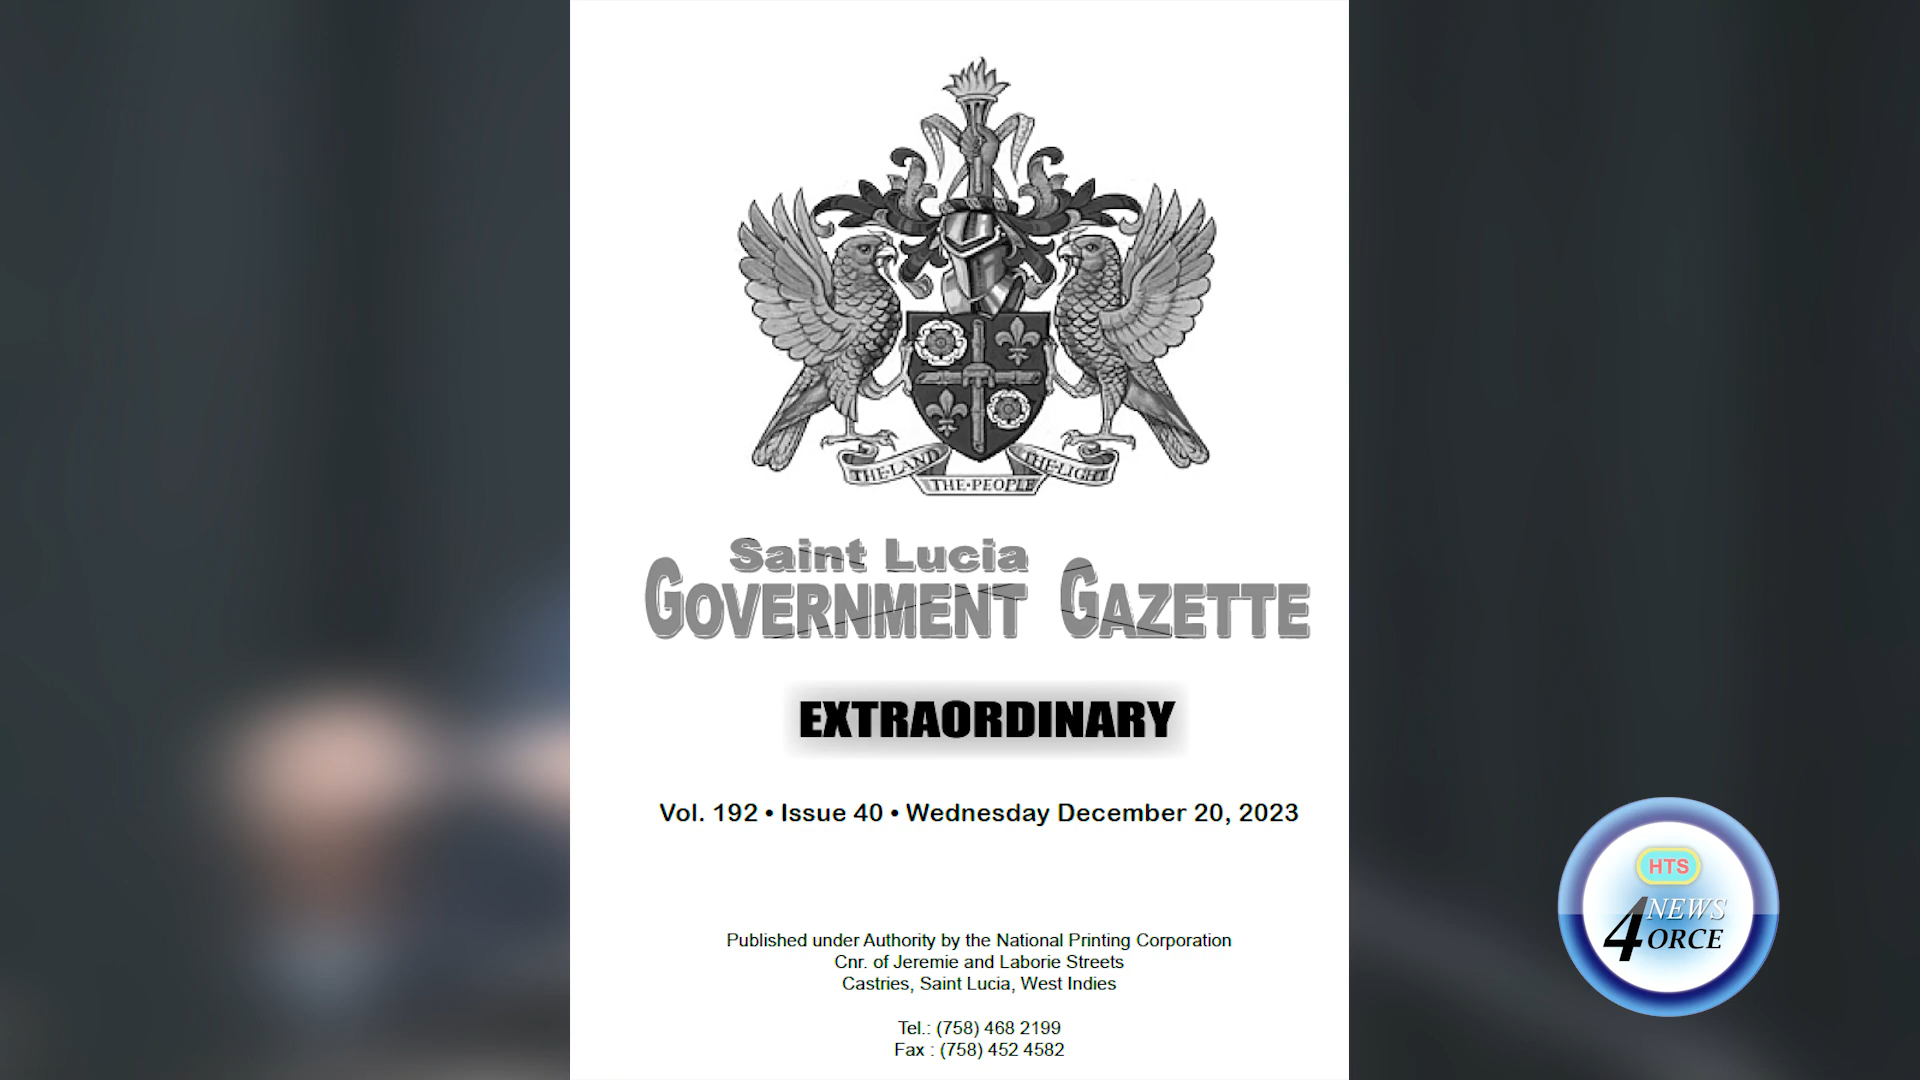 THE·LAND
THE·PEOPLE
THE·LIGHT
Saint Lucia
GOVERNMENT GAZETTE
EXTRAORDINARY
Vol. 192 • Issue 40 • Wednesday December 20, 2023
Published under Authority by the National Printing Corporation
Cnr. of Jeremie and Laborie Streets
Castries, Saint Lucia, West Indies
Tel.: (758) 468 2199
Fax : (758) 452 4582
HTS
NEWS
4ORCE